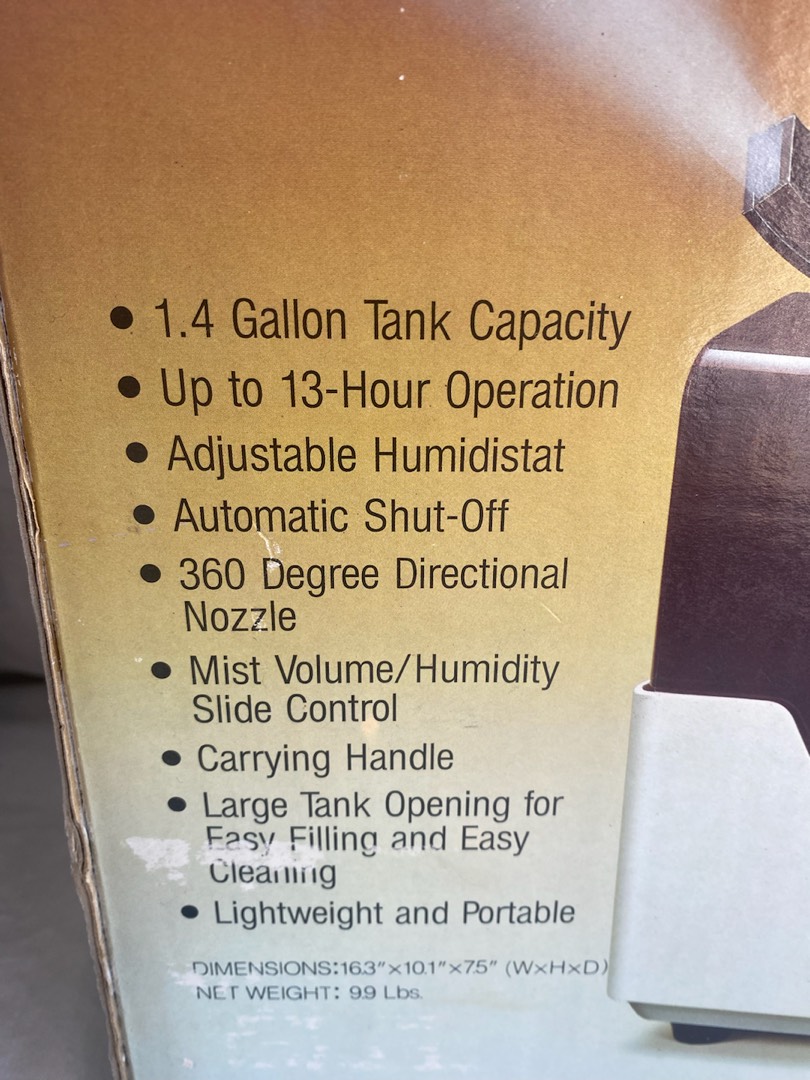 • 1.4 Gallon Tank Capacity
• Up to 13-Hour Operation
• Adjustable Humidistat
• Automatic Shut-Off
• 360 Degree Directional
Nozzle
• Mist Volume/Humidity
Slide Control
• Carrying Handle
• Large Tank Opening for
Easy Filling and Easy
Cleaning
• Lightweight and Portable
DIMENSIONS:16.3"×10.1"×7.5" (W×H×D)
NET WEIGHT: 9.9 Lbs.